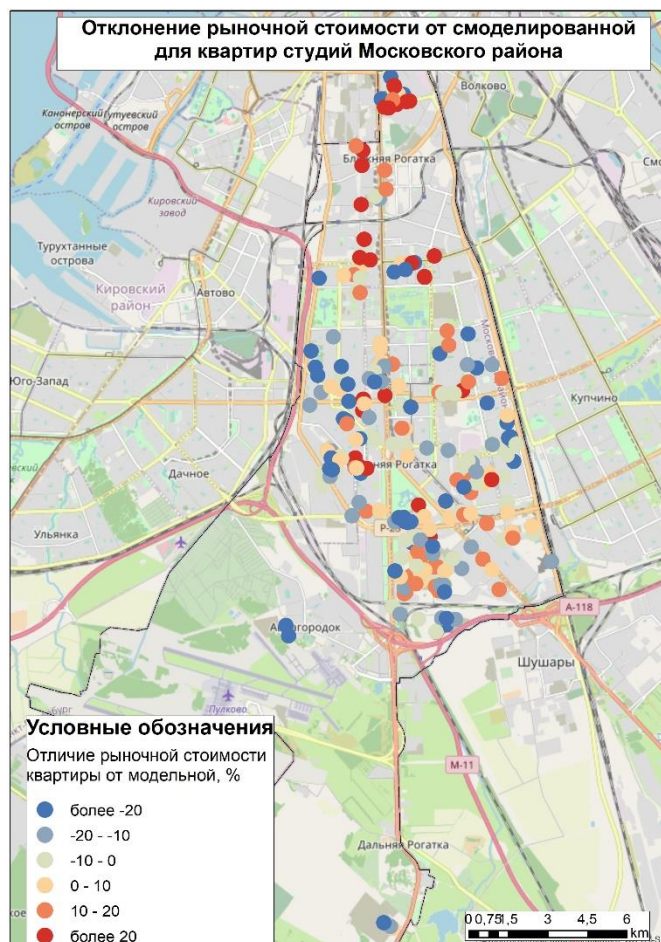 Отклонение рыночной стоимости от смоделированной
для квартир студий Московского района
Канонерский
остров
Гутуевский
остров
Волково
Ближняя Рогатка
Кировский
завод
Турухтанные
острова
Кировский
район
Автово
Юго-Запад
Купчино
Дачное
Ульянка
А-118
Шушары
Пулково
М-11
Дальняя Рогатка
Условные обозначения
Отличие рыночной стоимости
квартиры от модельной, %
более -20
-20 - -10
-10 - 0
0 - 10
10 - 20
более 20
0 0,75 1,5 3 4,5 6
km